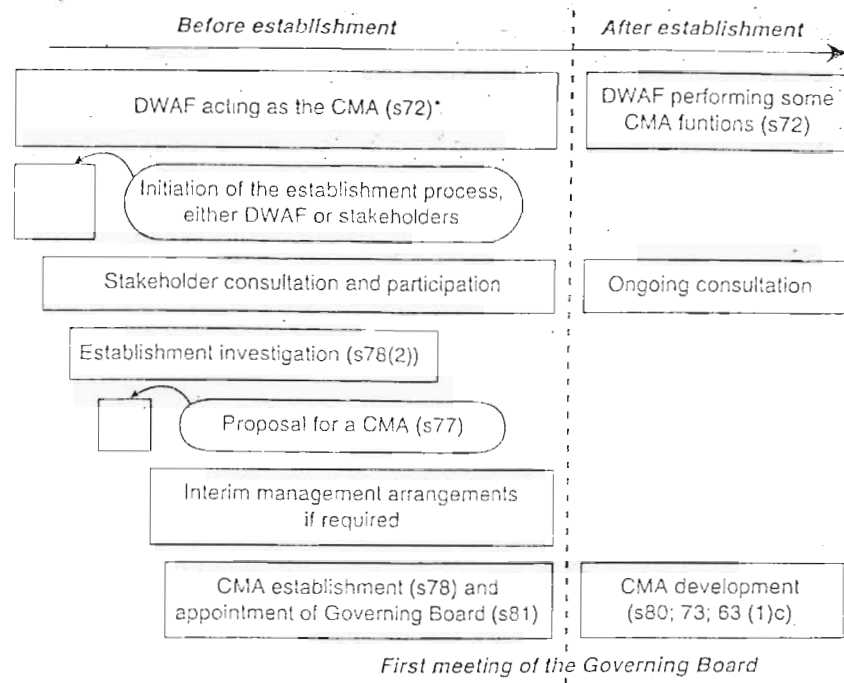 Before establishment
After establishment
DWAF acting as the CMA (s72)*
DWAF performing some
CMA funtions (s72)
Initiation of the establishment process,
either DWAF or stakeholders
Stakeholder consultation and participation
Ongoing consultation
Establishment investigation (s78(2))
Proposal for a CMA (s77)
Interim management arrangements
if required
CMA establishment (s78) and
appointment of Governing Board (s81)
CMA development
(s80; 73; 63 (1)c)
First meeting of the Governing Board